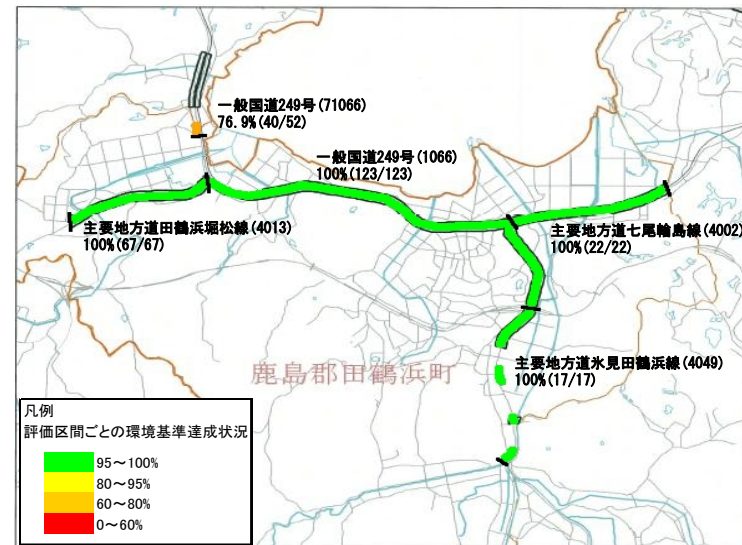 一般国道249号(71066)
76.9%(40/52)
一般国道249号(1066)
100%(123/123)
主要地方道田鶴浜堀松線(4013)
100%(67/67)
主要地方道七尾輪島線(4002)
100%(22/22)
主要地方道氷見田鶴浜線(4049)
100%(17/17)
鹿島郡田鶴浜町
凡例
評価区間ごとの環境基準達成状況
95～100%
80～95%
60～80%
0～60%